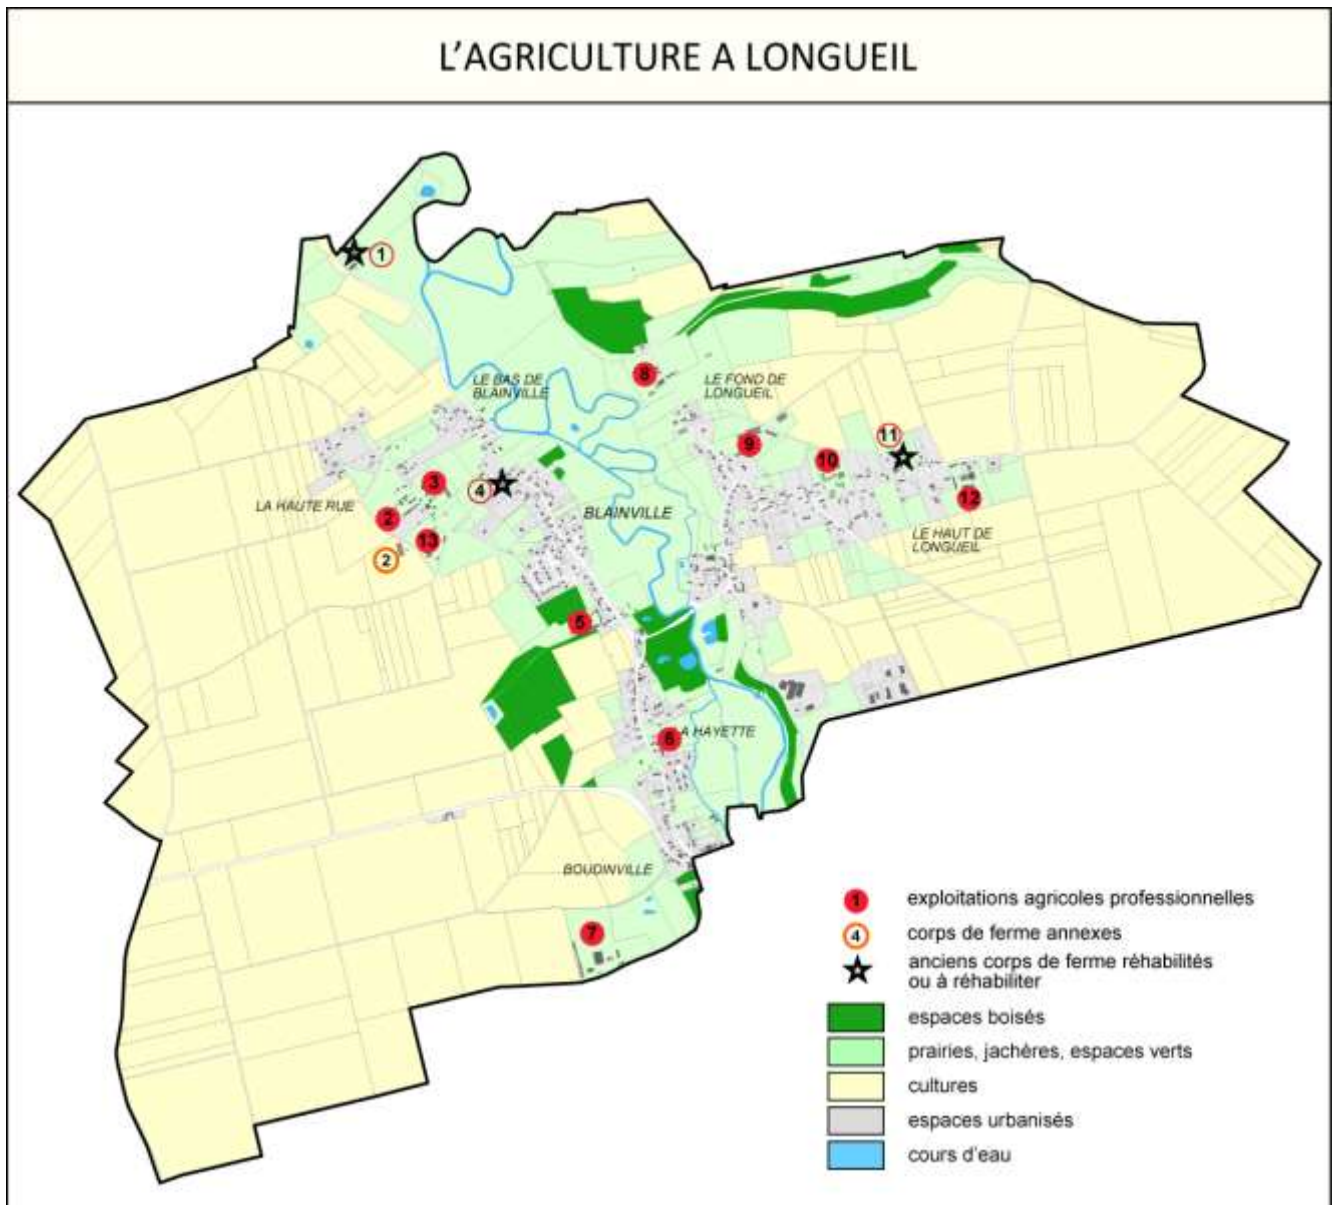 L'AGRICULTURE A LONGUEIL
1
8
LE BAS DE
BLAINVILLE
LE FOND DE
LONGUEIL
9
11
10
3
4
12
LA HAUTE RUE
2
BLAINVILLE
13
LE HAUT DE
LONGUEIL
2
5
6
A HAYETTE
BOUDINVILLE
7
1
exploitations agricoles professionnelles
4
corps de ferme annexes
anciens corps de ferme réhabilités
ou à réhabiliter
espaces boisés
prairies, jachères, espaces verts
cultures
espaces urbanisés
cours d'eau